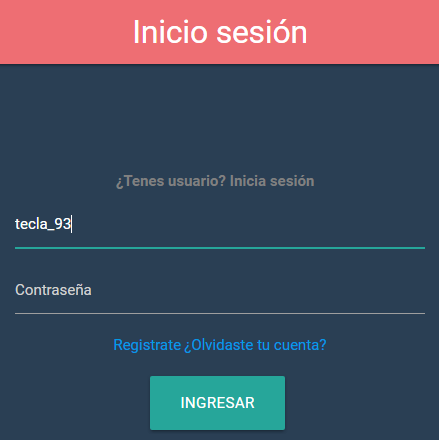 Inicio sesión
¿Tenes usuario? Inicia sesión
tecla_93
Contraseña
Registrate ¿Olvidaste tu cuenta?
INGRESAR